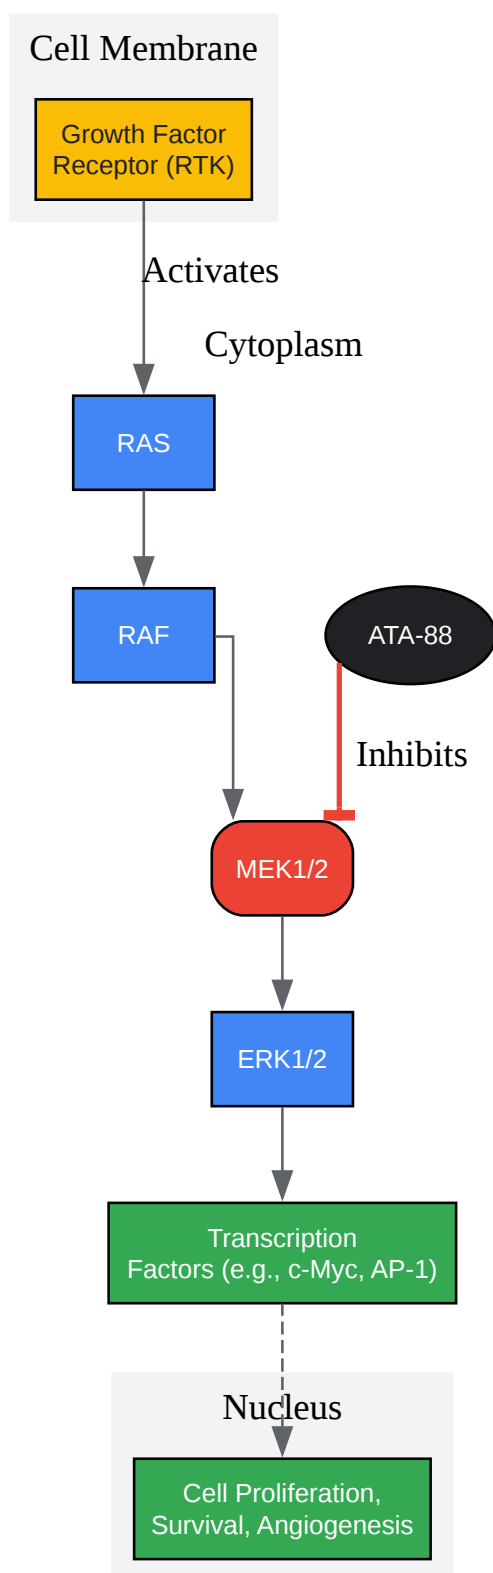 Cell Membrane
Growth Factor
Receptor (RTK)
Activates
Cytoplasm
RAS
RAF
ATA-88
Inhibits
MEK1/2
ERK1/2
Transcription
Factors (e.g., c-Myc, AP-1)
Nucleus
Cell Proliferation,
Survival, Angiogenesis